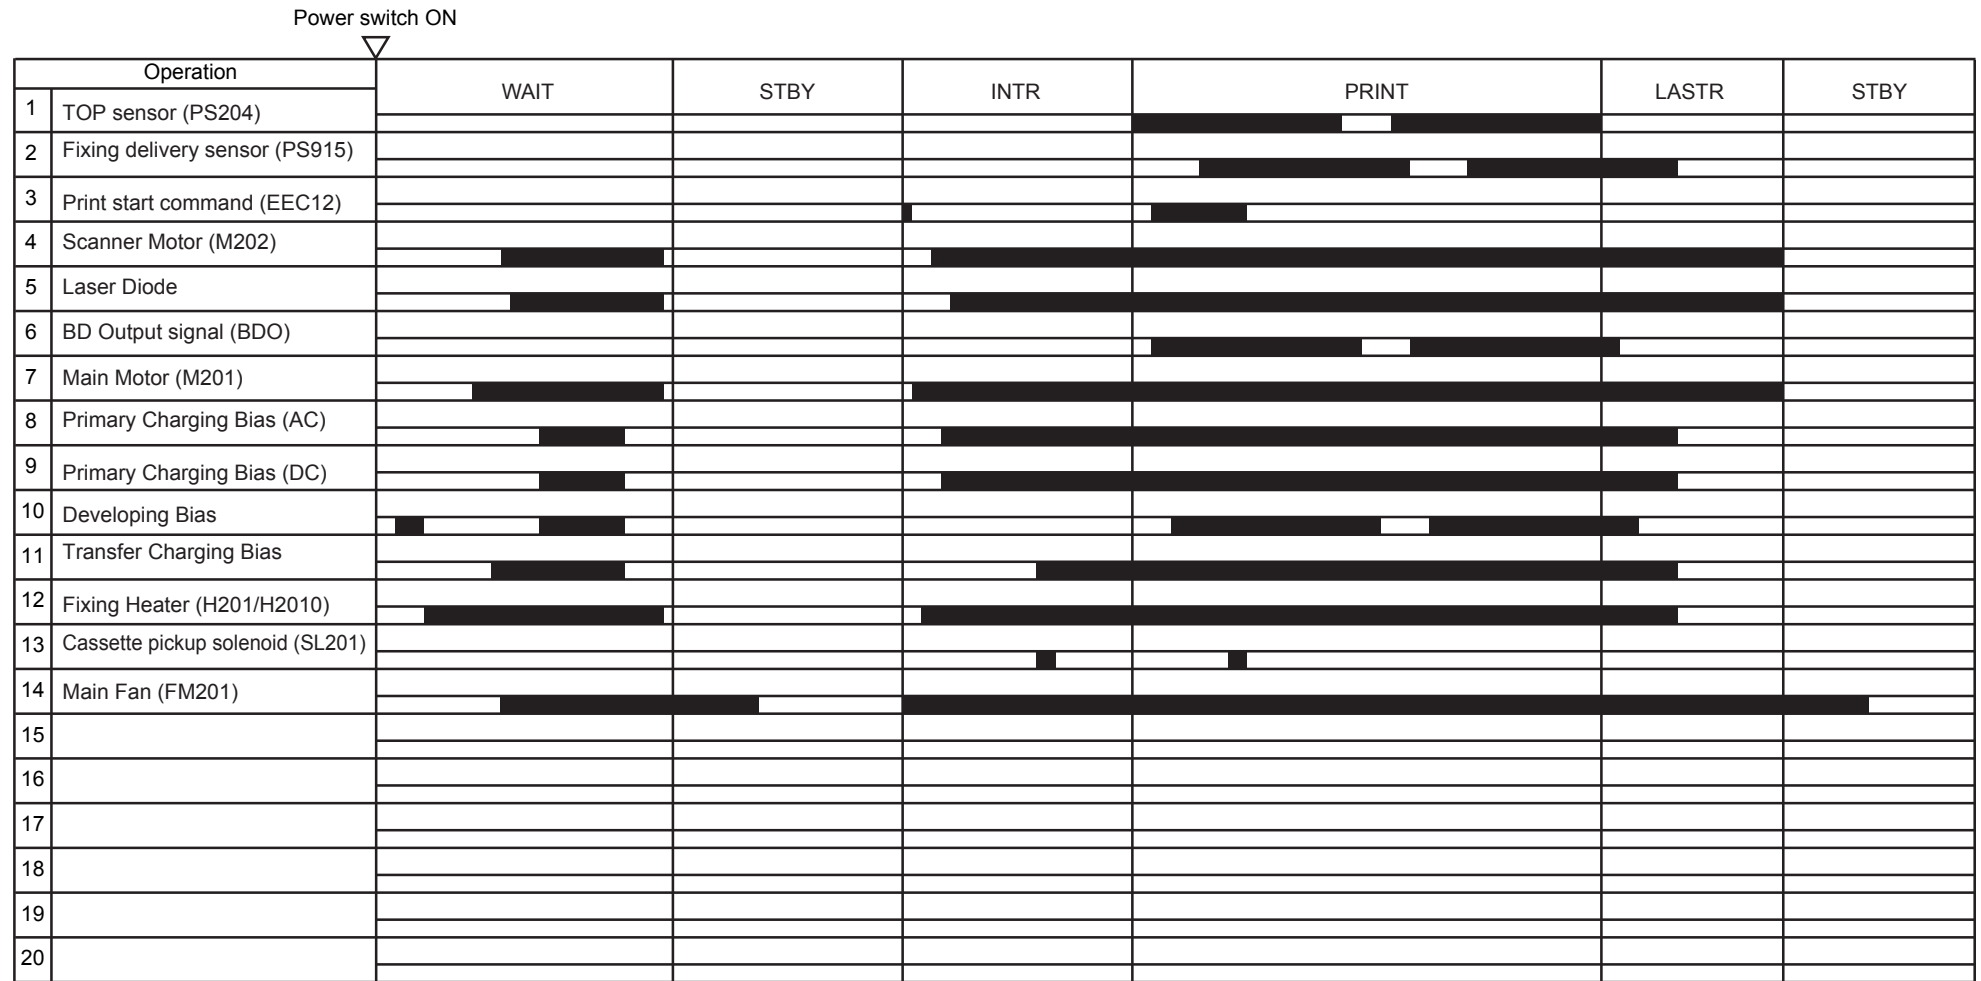 Power switch ON
Operation
WAIT
STBY
INTR
PRINT
LASTR
STBY
1 TOP sensor (PS204)
2 Fixing delivery sensor (PS915)
3 Print start command (EEC12)
4 Scanner Motor (M202)
5 Laser Diode
6 BD Output signal (BDO)
7 Main Motor (M201)
8 Primary Charging Bias (AC)
9 Primary Charging Bias (DC)
10 Developing Bias
11 Transfer Charging Bias
12 Fixing Heater (H201/H2010)
13 Cassette pickup solenoid (SL201)
14 Main Fan (FM201)
15
16
17
18
19
20